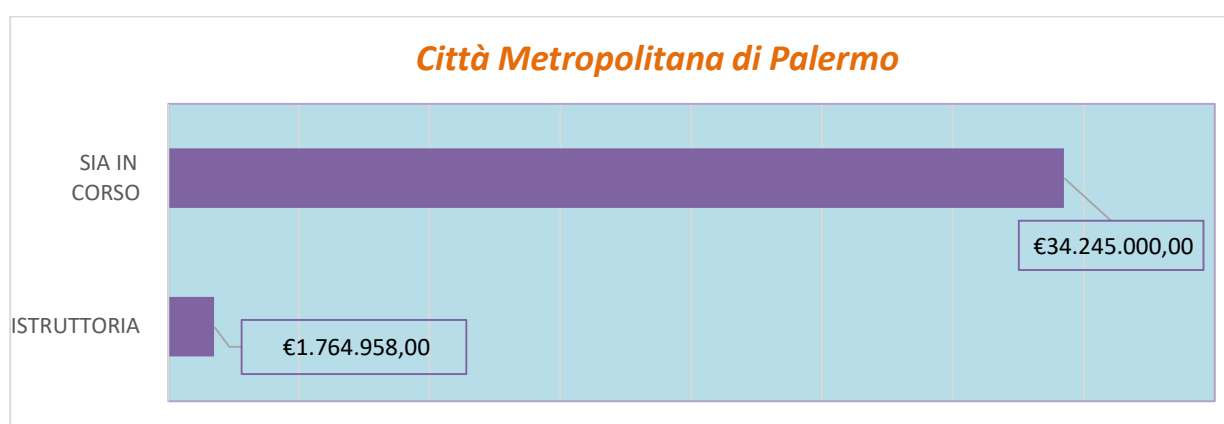 Città Metropolitana di Palermo
SIA IN
CORSO
€34.245.000,00
ISTRUTTORIA
€1.764.958,00